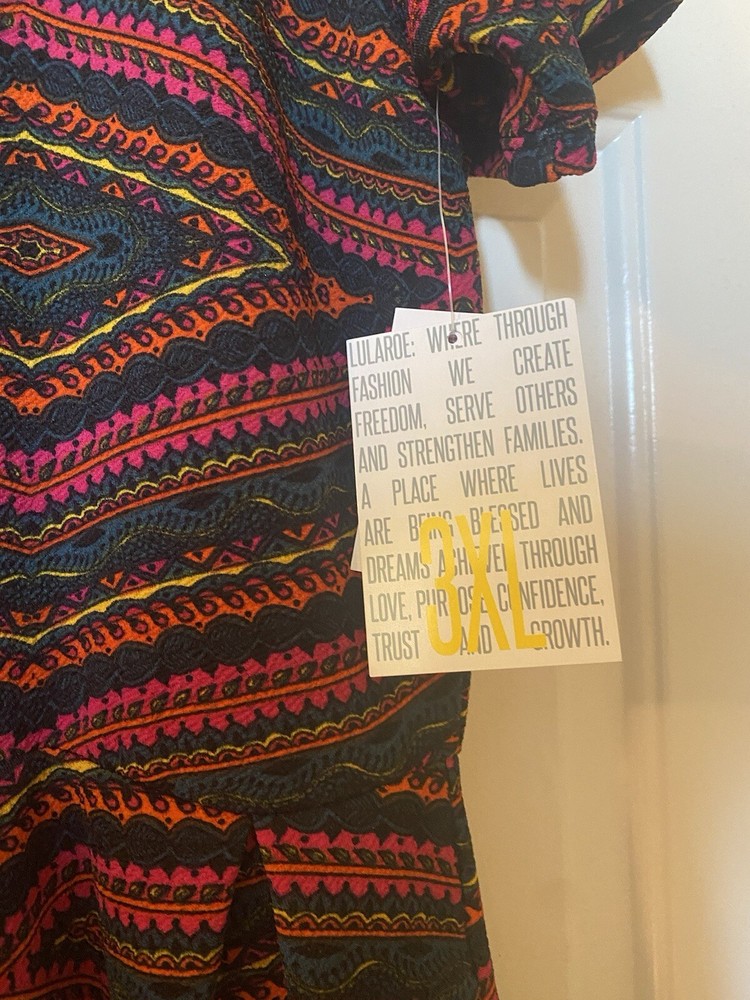 LULAROE: WHERE THROUGH
FASHION WE CREATE
FREEDOM, SERVE OTHERS
AND STRENGTHEN FAMILIES.
A PLACE WHERE LIVES
ARE BEING BLESSED AND
DREAMS ACHIEVED THROUGH
LOVE, PURPOSE, CONFIDENCE,
TRUST AND GROWTH.
3XL